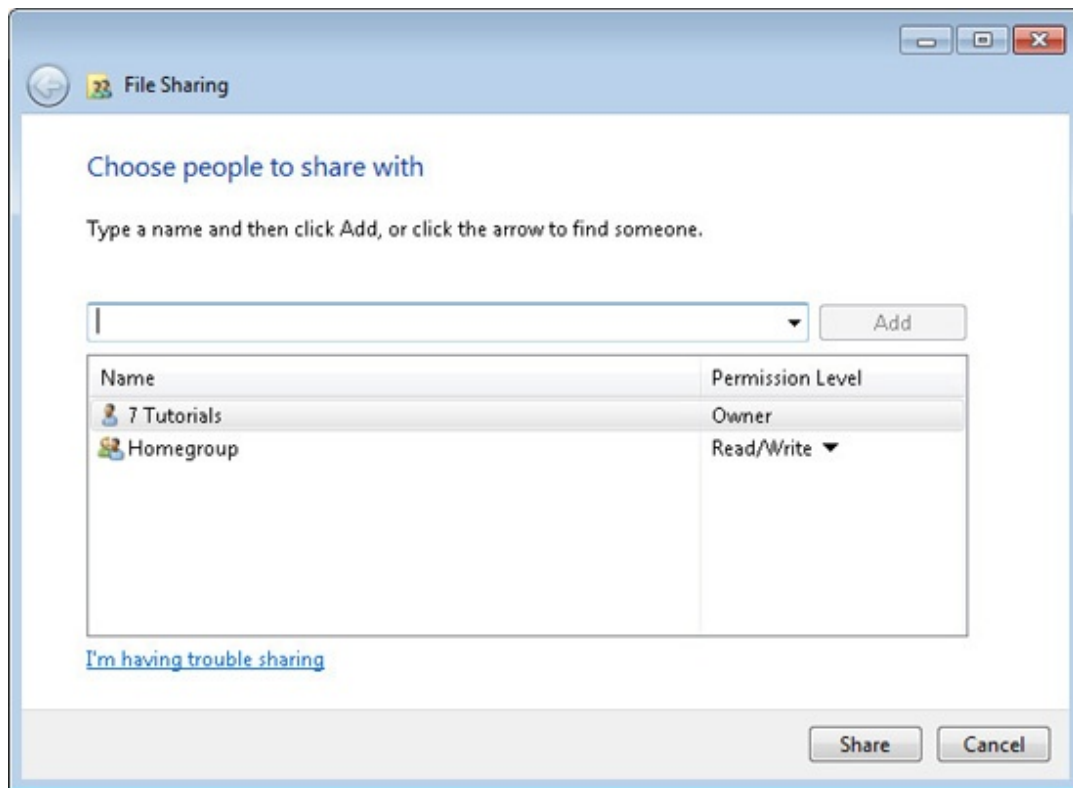 File Sharing
Choose people to share with
Type a name and then click Add, or click the arrow to find someone.
Add
Name Permission Level
7 Tutorials Owner
Homegroup Read/Write
I'm having trouble sharing
Share Cancel